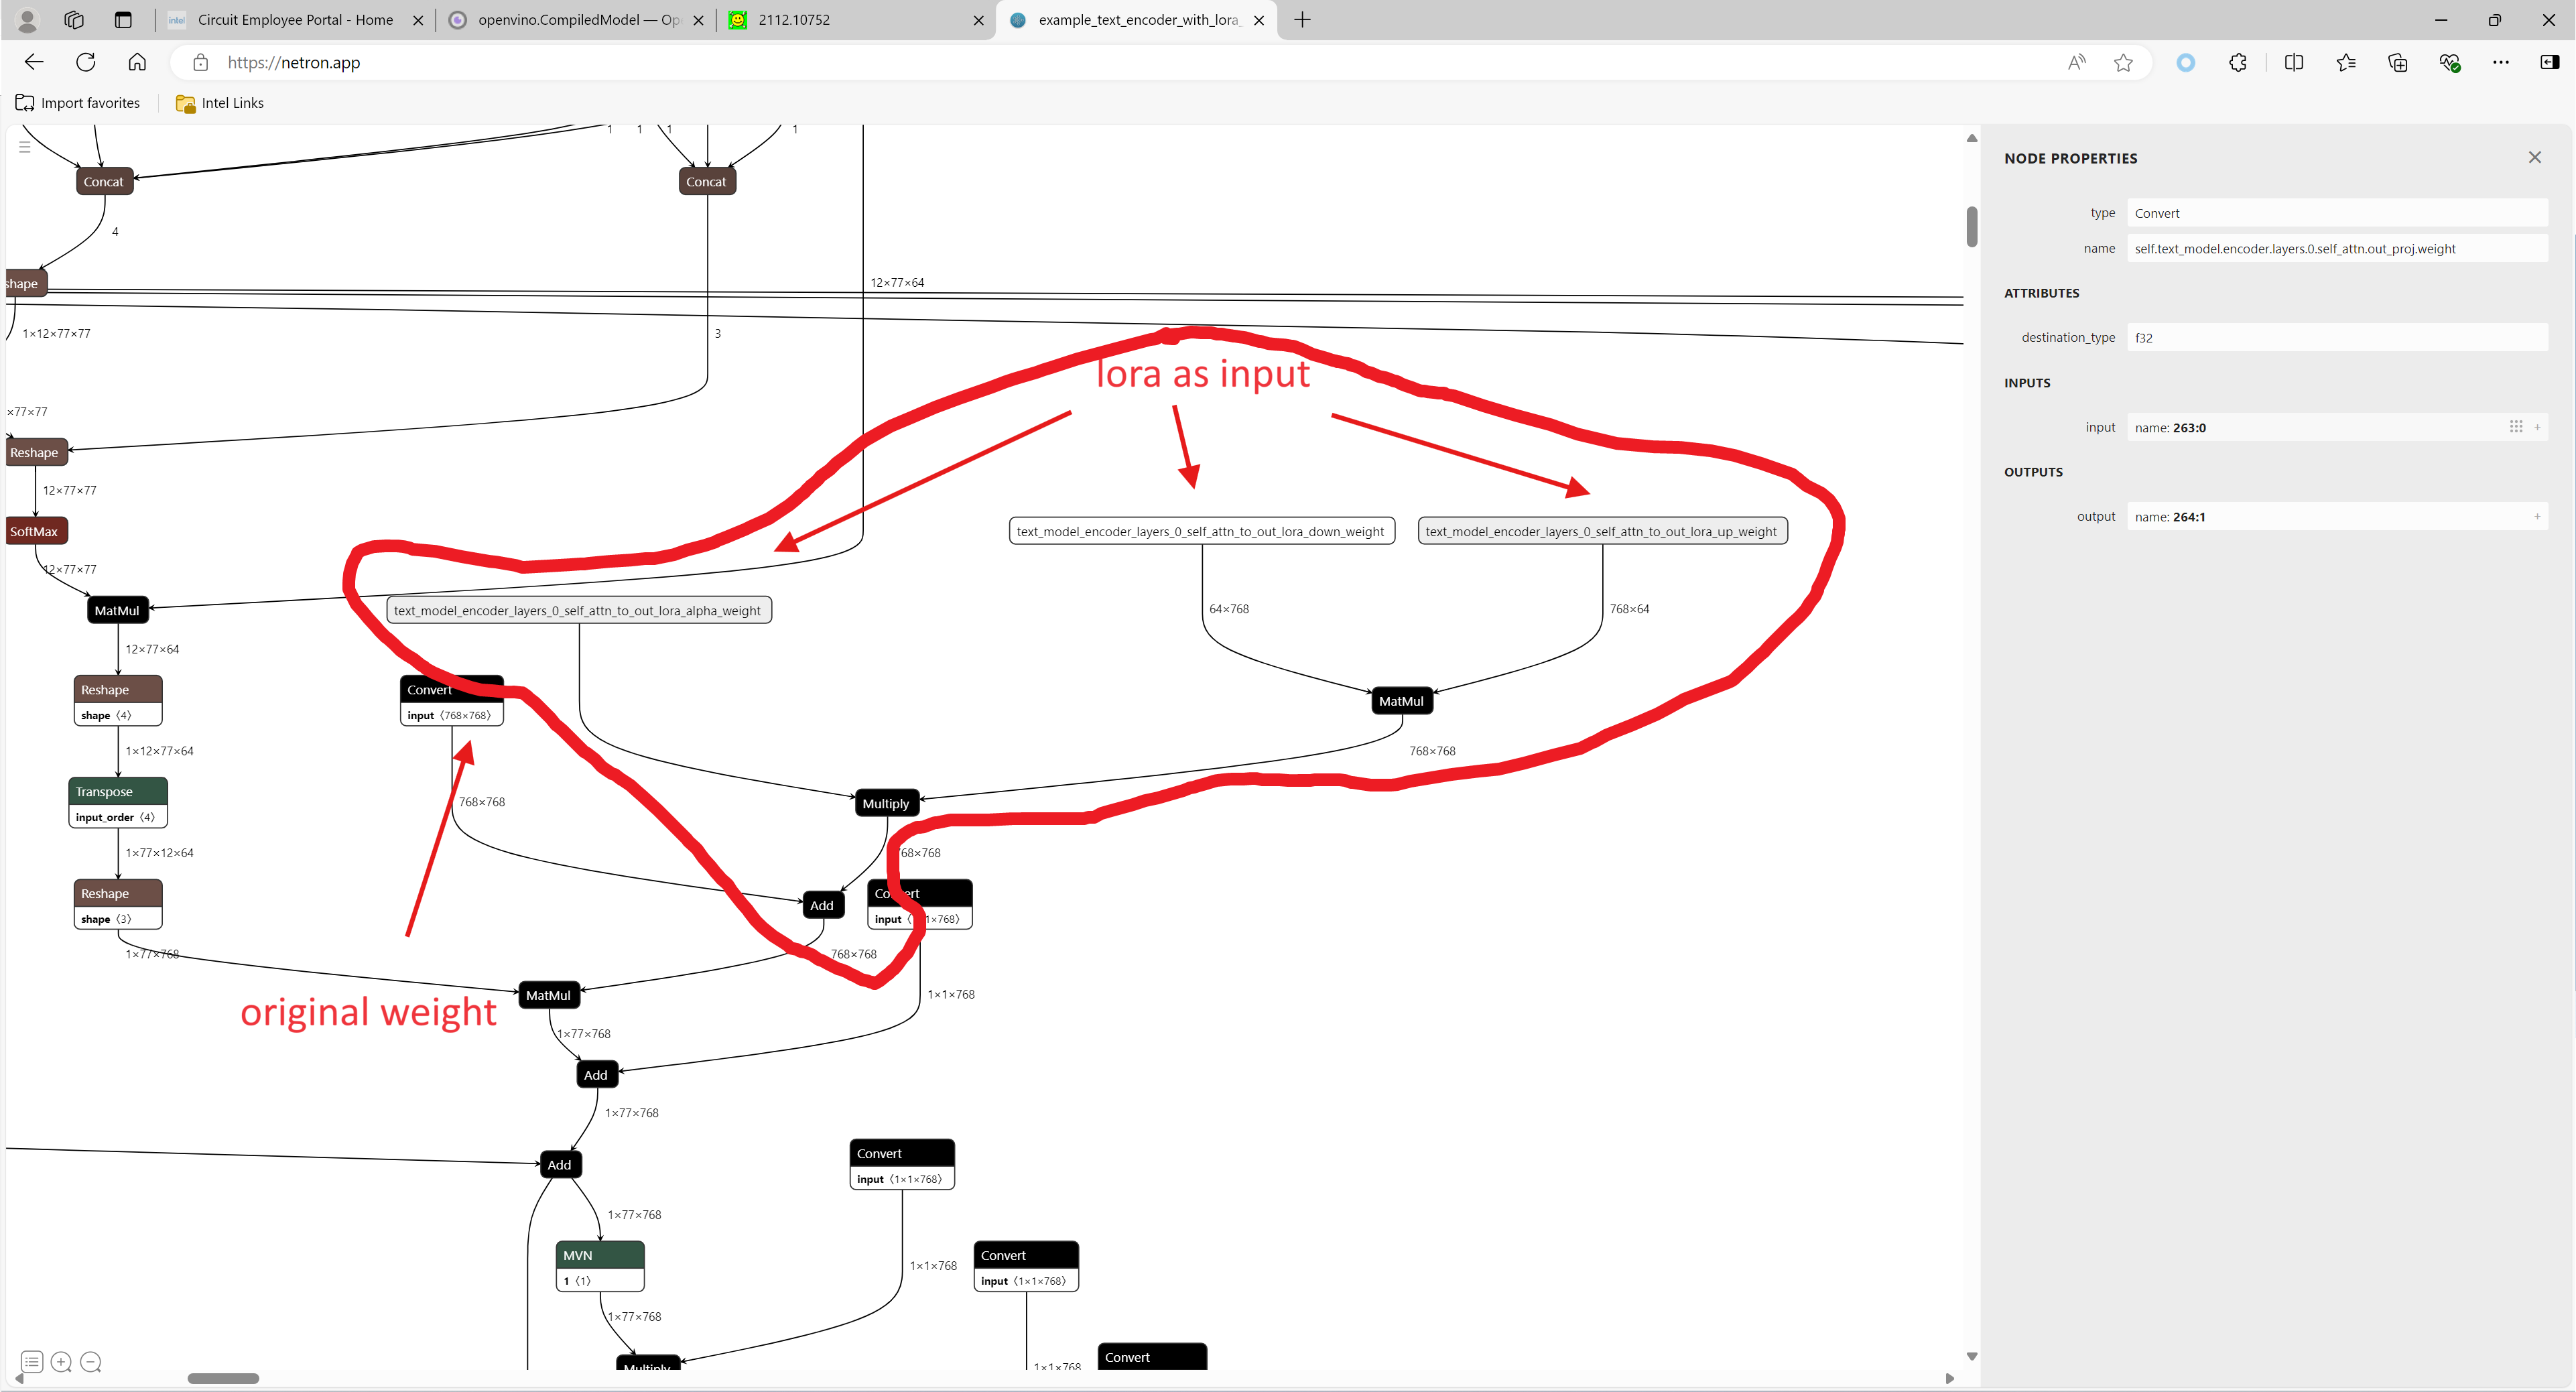 Circuit Employee Portal - Home
openvino.CompiledModel — Op
2112.10752
example_text_encoder_with_lora_
https://netron.app
Import favorites
Intel Links
1
1
1
1
Concat
Concat
4
12×77×64
shape
1×12×77×77
3
×77×77
lora as input
Reshape
12×77×77
SoftMax
text_model_encoder_layers_0_self_attn_to_out_lora_down_weight
text_model_encoder_layers_0_self_attn_to_out_lora_up_weight
12×77×77
MatMul
text_model_encoder_layers_0_self_attn_to_out_lora_alpha_weight
64×768
768×64
12×77×64
Reshape
shape ⟨4⟩
Convert
input ⟨768×768⟩
MatMul
1×12×77×64
768×768
Transpose
input_order ⟨4⟩
768×768
Multiply
1×77×12×64
68×768
Reshape
shape ⟨3⟩
Add
Convert
input ⟨1×1×768⟩
1×77×768
768×768
MatMul
1×1×768
original weight
1×77×768
Add
1×77×768
Add
Convert
input ⟨1×1×768⟩
1×77×768
MVN
1 ⟨1⟩
1×1×768
Convert
input ⟨1×1×768⟩
1×77×768
Multiply
1×1×768
Convert
NODE PROPERTIES
type
Convert
name
self.text_model.encoder.layers.0.self_attn.out_proj.weight
ATTRIBUTES
destination_type
f32
INPUTS
input
name: 263:0
+
OUTPUTS
output
name: 264:1
+